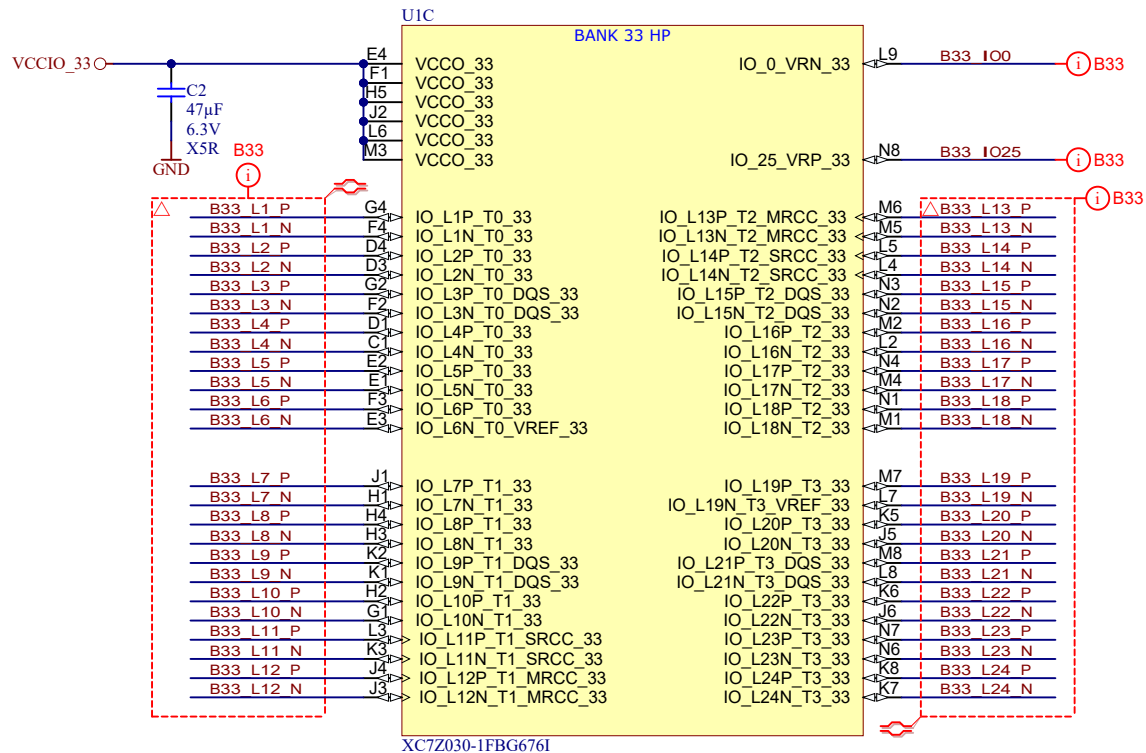 U1C
BANK 33 HP
VCCIO_33
C2
47µF
6.3V
X5R
GND
E4 VCCO_33
F1 VCCO_33
H5 VCCO_33
J2 VCCO_33
L6 VCCO_33
M3 VCCO_33
IO_0_VRN_33 L9 B33_IO0 i B33
IO_25_VRP_33 N8 B33_IO25 i B33
B33
i
B33_L1_P G4 IO_L1P_T0_33
B33_L1_N F4 IO_L1N_T0_33
B33_L2_P D4 IO_L2P_T0_33
B33_L2_N D3 IO_L2N_T0_33
B33_L3_P G2 IO_L3P_T0_DQS_33
B33_L3_N F2 IO_L3N_T0_DQS_33
B33_L4_P D1 IO_L4P_T0_33
B33_L4_N C1 IO_L4N_T0_33
B33_L5_P E2 IO_L5P_T0_33
B33_L5_N E1 IO_L5N_T0_33
B33_L6_P F3 IO_L6P_T0_33
B33_L6_N E3 IO_L6N_T0_VREF_33
B33_L7_P J1 IO_L7P_T1_33
B33_L7_N H1 IO_L7N_T1_33
B33_L8_P H4 IO_L8P_T1_33
B33_L8_N H3 IO_L8N_T1_33
B33_L9_P K2 IO_L9P_T1_DQS_33
B33_L9_N K1 IO_L9N_T1_DQS_33
B33_L10_P H2 IO_L10P_T1_33
B33_L10_N G1 IO_L10N_T1_33
B33_L11_P L3 IO_L11P_T1_SRCC_33
B33_L11_N K3 IO_L11N_T1_SRCC_33
B33_L12_P J4 IO_L12P_T1_MRCC_33
B33_L12_N J3 IO_L12N_T1_MRCC_33
i B33
IO_L13P_T2_MRCC_33 M6 B33_L13_P
IO_L13N_T2_MRCC_33 M5 B33_L13_N
IO_L14P_T2_SRCC_33 L5 B33_L14_P
IO_L14N_T2_SRCC_33 L4 B33_L14_N
IO_L15P_T2_DQS_33 N3 B33_L15_P
IO_L15N_T2_DQS_33 N2 B33_L15_N
IO_L16P_T2_33 M2 B33_L16_P
IO_L16N_T2_33 L2 B33_L16_N
IO_L17P_T2_33 N4 B33_L17_P
IO_L17N_T2_33 M4 B33_L17_N
IO_L18P_T2_33 N1 B33_L18_P
IO_L18N_T2_33 M1 B33_L18_N
IO_L19P_T3_33 M7 B33_L19_P
IO_L19N_T3_VREF_33 L7 B33_L19_N
IO_L20P_T3_33 K5 B33_L20_P
IO_L20N_T3_33 J5 B33_L20_N
IO_L21P_T3_DQS_33 M8 B33_L21_P
IO_L21N_T3_DQS_33 L8 B33_L21_N
IO_L22P_T3_33 K6 B33_L22_P
IO_L22N_T3_33 J6 B33_L22_N
IO_L23P_T3_33 N7 B33_L23_P
IO_L23N_T3_33 N6 B33_L23_N
IO_L24P_T3_33 K8 B33_L24_P
IO_L24N_T3_33 K7 B33_L24_N
XC7Z030-1FBG676I